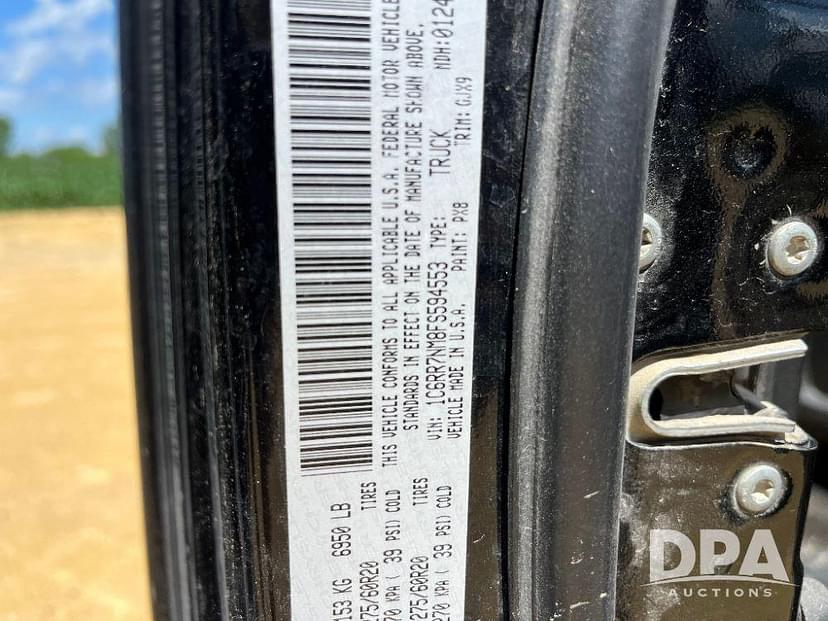 153 KG 6950 LB
275/60R20 TIRES
270 KPA ( 39 PSI) COLD
275/60R20 TIRES
270 KPA ( 39 PSI) COLD
THIS VEHICLE CONFORMS TO ALL APPLICABLE U.S.A. FEDERAL MOTOR VEHICLE
STANDARDS IN EFFECT ON THE DATE OF MANUFACTURE SHOWN ABOVE,
VIN: 1C6RR7NM8FS594553 TYPE: TRUCK MDH:0124
VEHICLE MADE IN U.S.A. PAINT: PX8 TRIM: GJX9
DPA
AUCTIONS